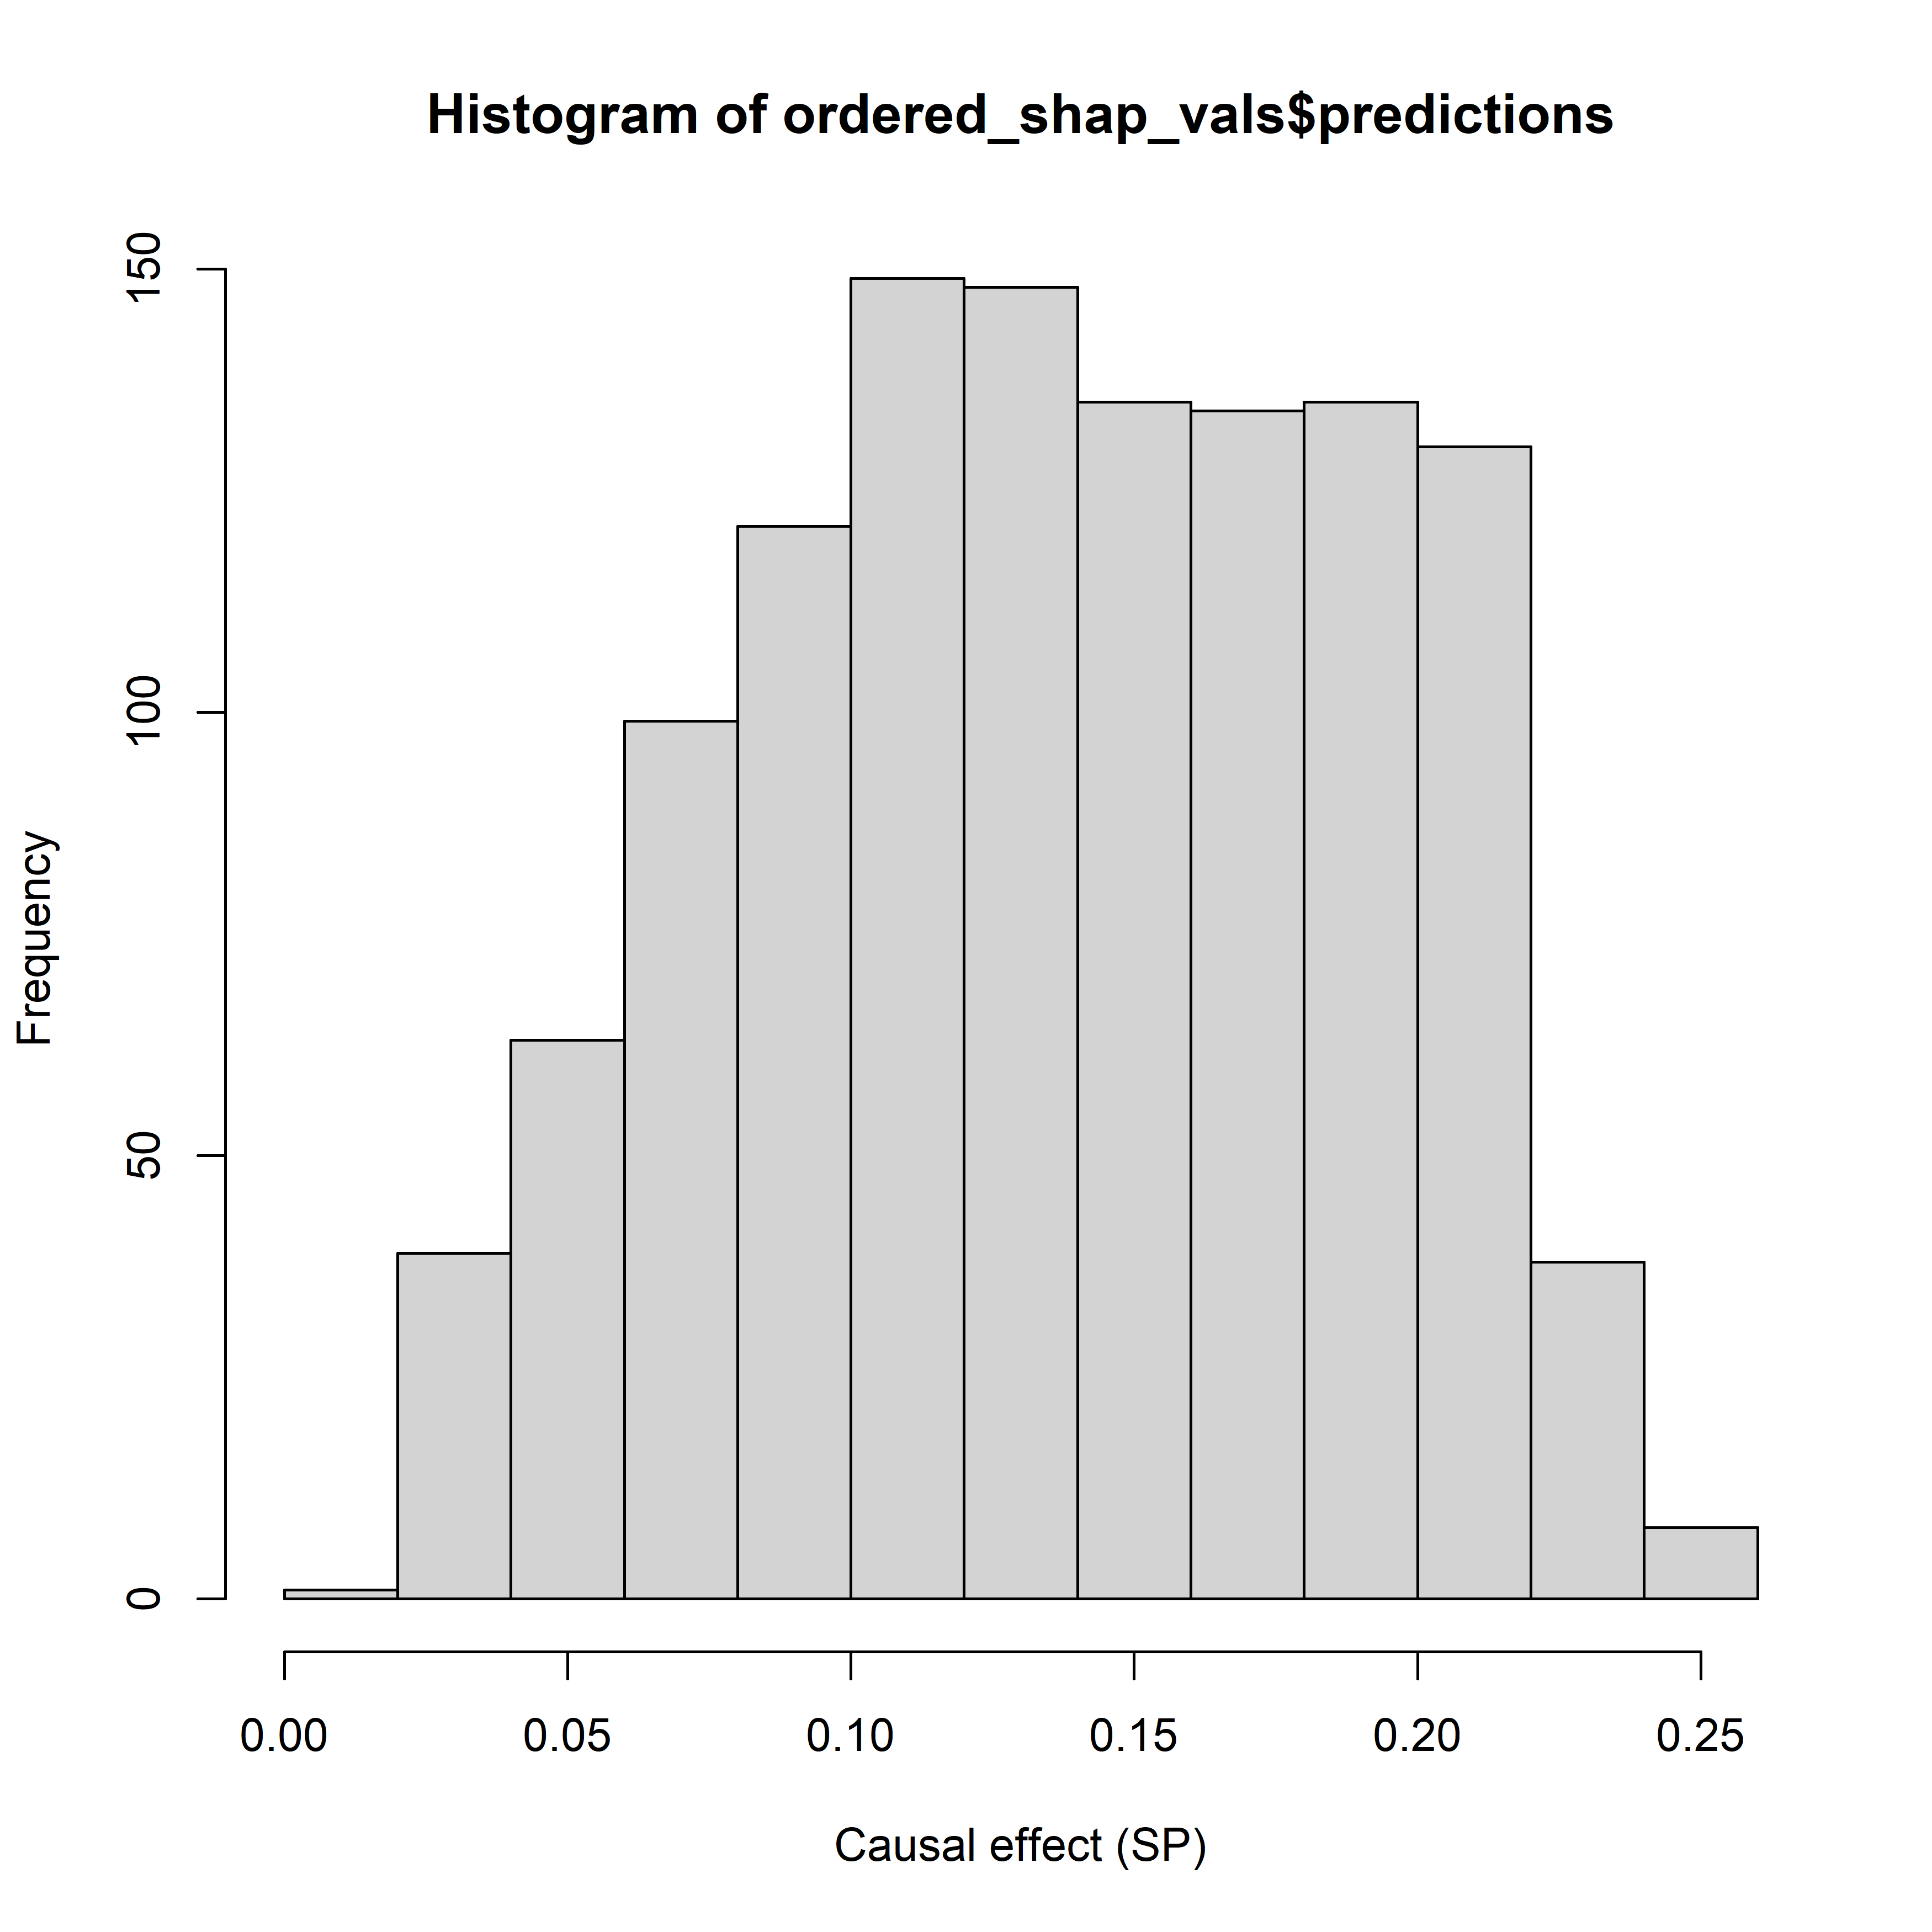 Histogram of ordered_shap_vals$predictions
150
100
50
0
Frequency
0.00 0.05 0.10 0.15 0.20 0.25
Causal effect (SP)